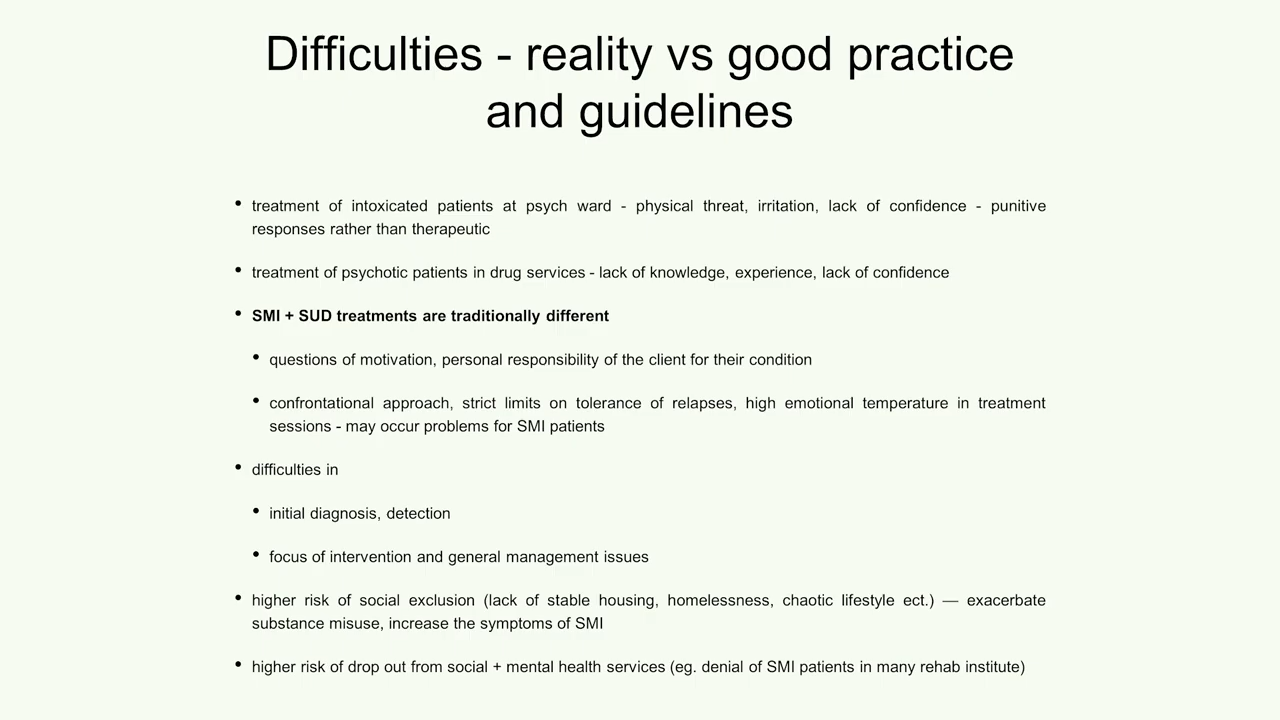 Difficulties - reality vs good practice
and guidelines
• treatment of intoxicated patients at psych ward - physical threat, irritation, lack of confidence - punitive
responses rather than therapeutic
• treatment of psychotic patients in drug services - lack of knowledge, experience, lack of confidence
• SMI + SUD treatments are traditionally different
• questions of motivation, personal responsibility of the client for their condition
• confrontational approach, strict limits on tolerance of relapses, high emotional temperature in treatment
sessions - may occur problems for SMI patients
• difficulties in
• initial diagnosis, detection
• focus of intervention and general management issues
• higher risk of social exclusion (lack of stable housing, homelessness, chaotic lifestyle ect.) — exacerbate
substance misuse, increase the symptoms of SMI
• higher risk of drop out from social + mental health services (eg. denial of SMI patients in many rehab institute)